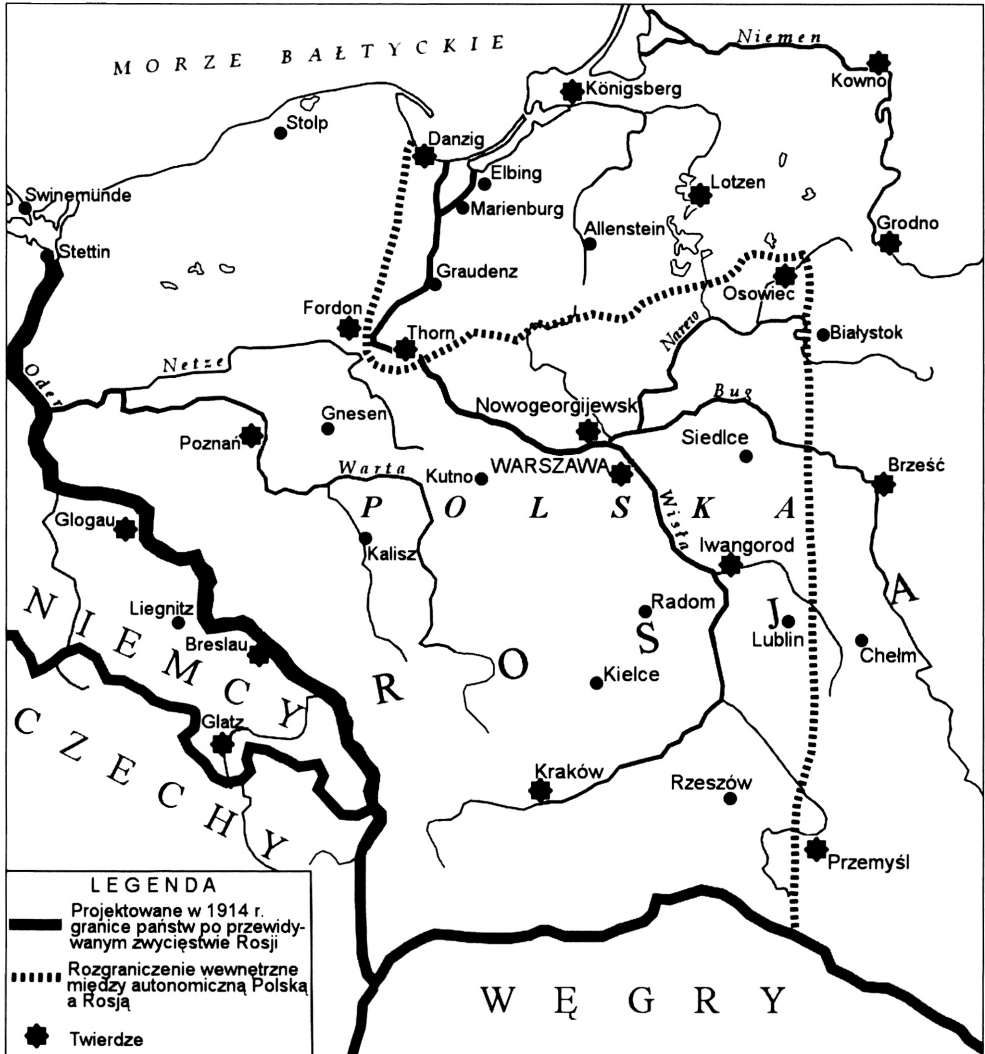 MORZE BAŁTYCKIE
Niemen
Kowno
Königsberg
Stolp
Danzig
Elbing
Lotzen
Swinemünde
Marienburg
Allenstein
Grodno
Stettin
Graudenz
Osowiec
Fordon
Thorn
Narew
Białystok
Netze
Oder
Bug
Gnesen
Nowogeorgijewsk
Poznań
Siedlce
Warta
Kutno
WARSZAWA
Brześć
POLSKA
Wisła
Glogau
Kalisz
Iwangorod
Liegnitz
Radom
Lublin
Breslau
Chełm
NIEMCY
ROSJA
Kielce
Glatz
CZECHY
Kraków
Rzeszów
Przemyśl
WĘGRY
LEGENDA
Projektowane w 1914 r.
granice państw po przewidy-
wanym zwycięstwie Rosji
Rozgraniczenie wewnętrzne
między autonomiczną Polską
a Rosją
Twierdze